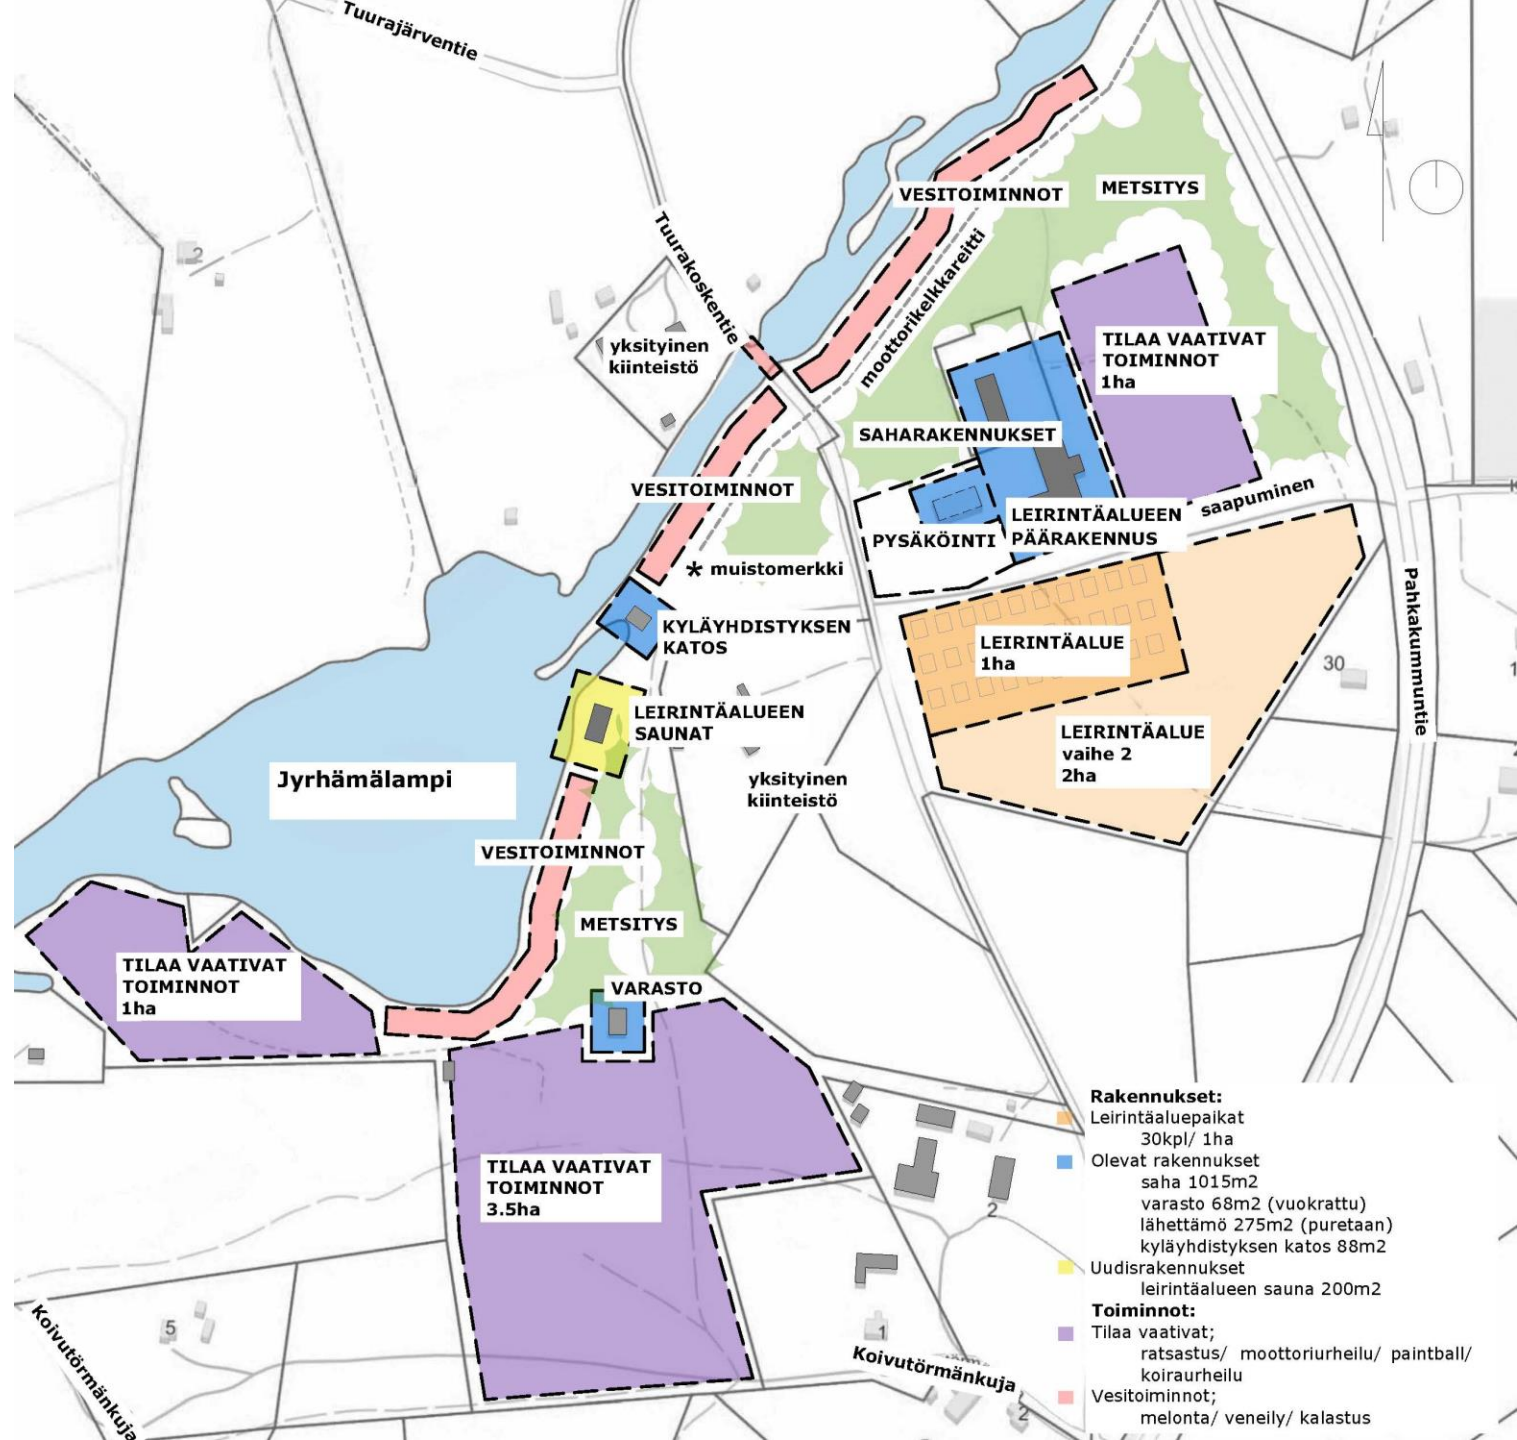 Tuurajärventie
VESITOIMINNOT
METSITYS
2
Tuurakoskentie
moottorikelkkareitti
yksityinen
kiinteistö
TILAA VAATIVAT
TOIMINNOT
1ha
SAHARAKENNUKSET
VESITOIMINNOT
saapuminen
LEIRINTÄALUEEN
PÄÄRAKENNUS
PYSÄKÖINTI
* muistomerkki
Pahkakummuntie
KYLÄYHDISTYKSEN
KATOS
LEIRINTÄALUE
1ha
30
LEIRINTÄALUEEN
SAUNAT
LEIRINTÄALUE
vaihe 2
2ha
Jyrhämälampi
yksityinen
kiinteistö
VESITOIMINNOT
METSITYS
TILAA VAATIVAT
TOIMINNOT
1ha
VARASTO
TILAA VAATIVAT
TOIMINNOT
3.5ha
2
5
1
Koivutörmänkuja
Koivutörmänkuja
2
Rakennukset:
Leirintäaluepaikat
30kpl/ 1ha
Olevat rakennukset
saha 1015m2
varasto 68m2 (vuokrattu)
lähettämö 275m2 (puretaan)
kyläyhdistyksen katos 88m2
Uudisrakennukset
leirintäalueen sauna 200m2
Toiminnot:
Tilaa vaativat;
ratsastus/ moottoriurheilu/ paintball/
koiraurheilu
Vesitoiminnot;
melonta/ veneily/ kalastus